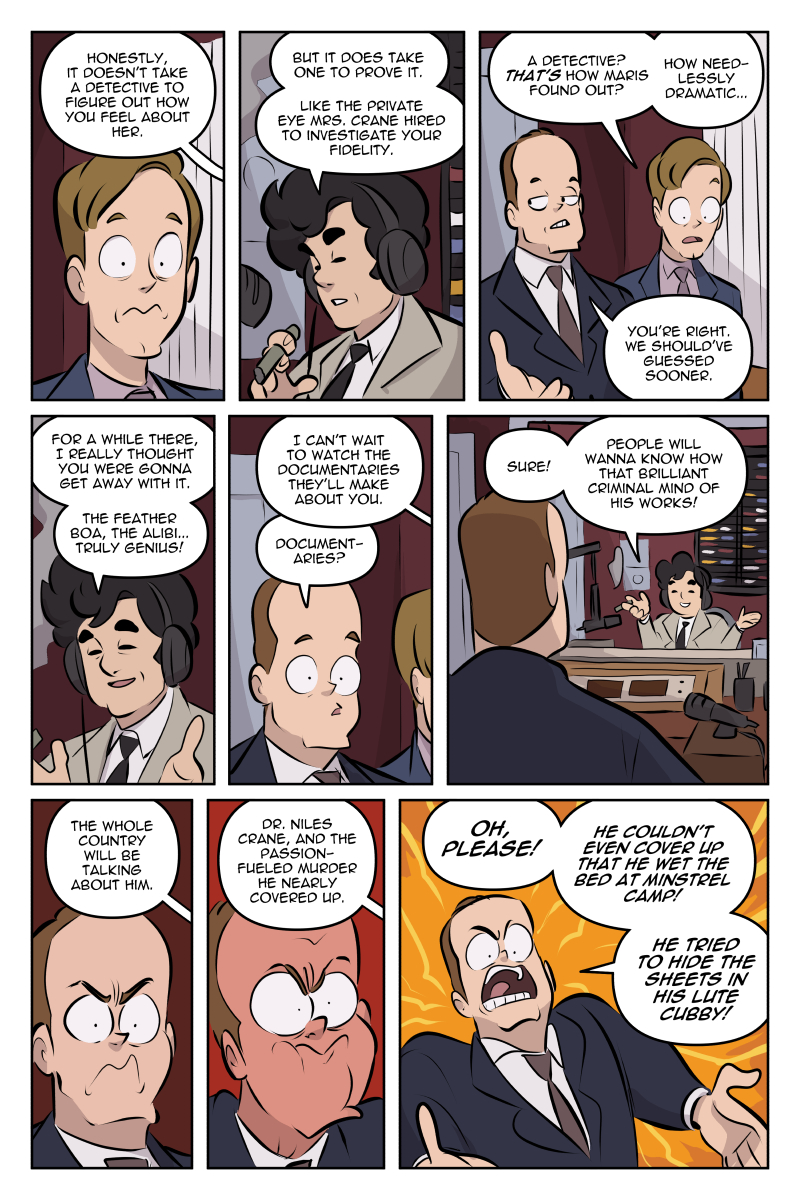 HONESTLY,
IT DOESN'T TAKE
A DETECTIVE TO
FIGURE OUT HOW
YOU FEEL ABOUT
HER.
BUT IT DOES TAKE
ONE TO PROVE IT.
LIKE THE PRIVATE
EYE MRS. CRANE HIRED
TO INVESTIGATE YOUR
FIDELITY.
A DETECTIVE?
THAT'S HOW MARIS
FOUND OUT?
HOW NEED-
LESSLY
DRAMATIC...
YOU'RE RIGHT.
WE SHOULD'VE
GUESSED
SOONER.
FOR A WHILE THERE,
I REALLY THOUGHT
YOU WERE GONNA
GET AWAY WITH IT.
THE FEATHER
BOA, THE ALIBI...
TRULY GENIUS!
I CAN'T WAIT
TO WATCH THE
DOCUMENTARIES
THEY'LL MAKE
ABOUT YOU.
DOCUMENT-
ARIES?
SURE!
PEOPLE WILL
WANNA KNOW HOW
THAT BRILLIANT
CRIMINAL MIND OF
HIS WORKS!
THE WHOLE
COUNTRY
WILL BE
TALKING
ABOUT HIM.
DR. NILES
CRANE, AND THE
PASSION-
FUELED MURDER
HE NEARLY
COVERED UP.
OH,
PLEASE!
HE COULDN'T
EVEN COVER UP
THAT HE WET THE
BED AT MINSTREL
CAMP!
HE TRIED
TO HIDE THE
SHEETS IN
HIS LUTE
CUBBY!